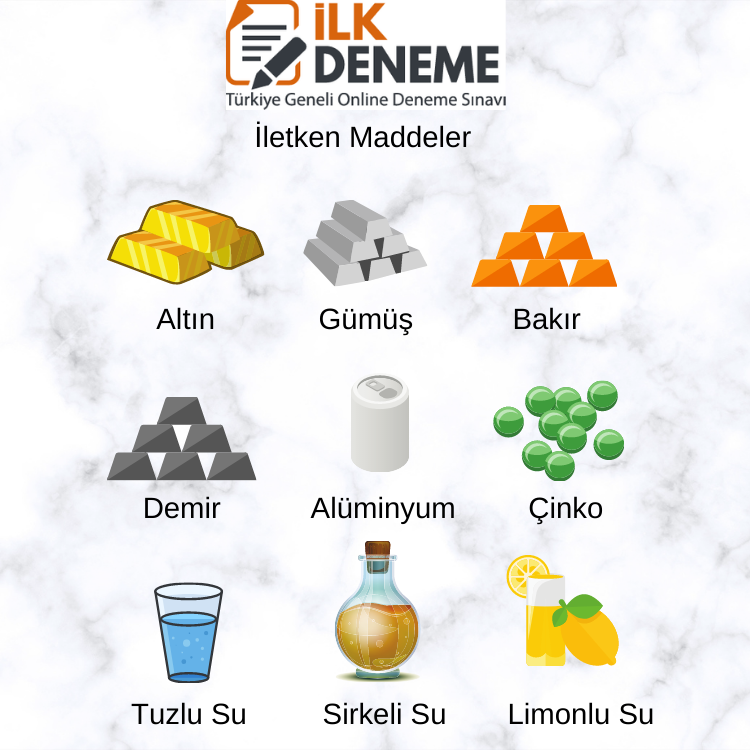 İLK
DENEME
Türkiye Geneli Online Deneme Sınavı
İletken Maddeler
Altın
Gümüş
Bakır
Demir
Alüminyum
Çinko
Tuzlu Su
Sirkeli Su
Limonlu Su